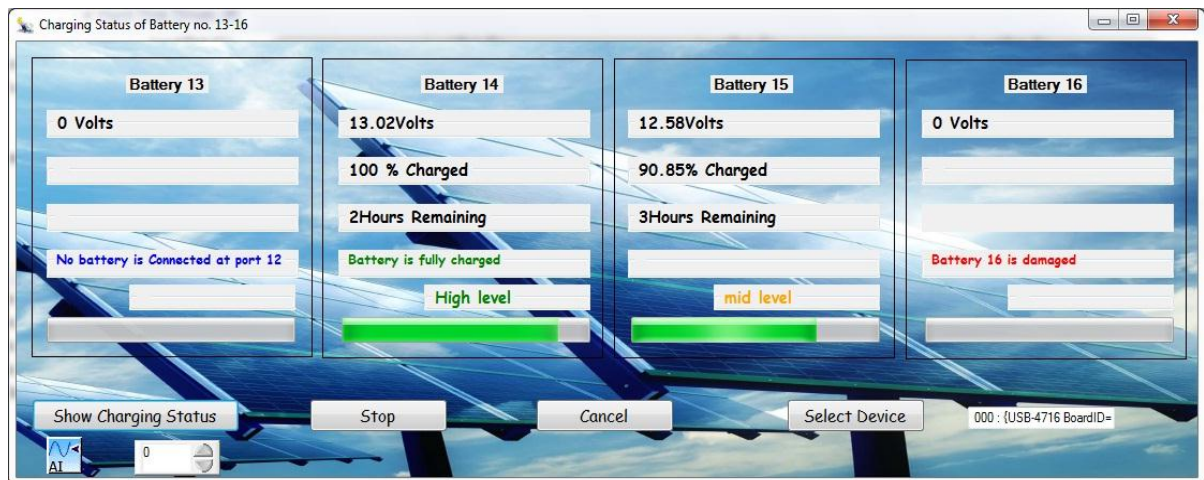 Charging Status of Battery no. 13-16
Battery 13
0 Volts
No battery is Connected at port 12
Battery 14
13.02Volts
100 % Charged
2Hours Remaining
Battery is fully charged
High level
Battery 15
12.58Volts
90.85% Charged
3Hours Remaining
mid level
Battery 16
0 Volts
Battery 16 is damaged
Show Charging Status
Stop
Cancel
Select Device
000 : {USB-4716 BoardID=
AI
0